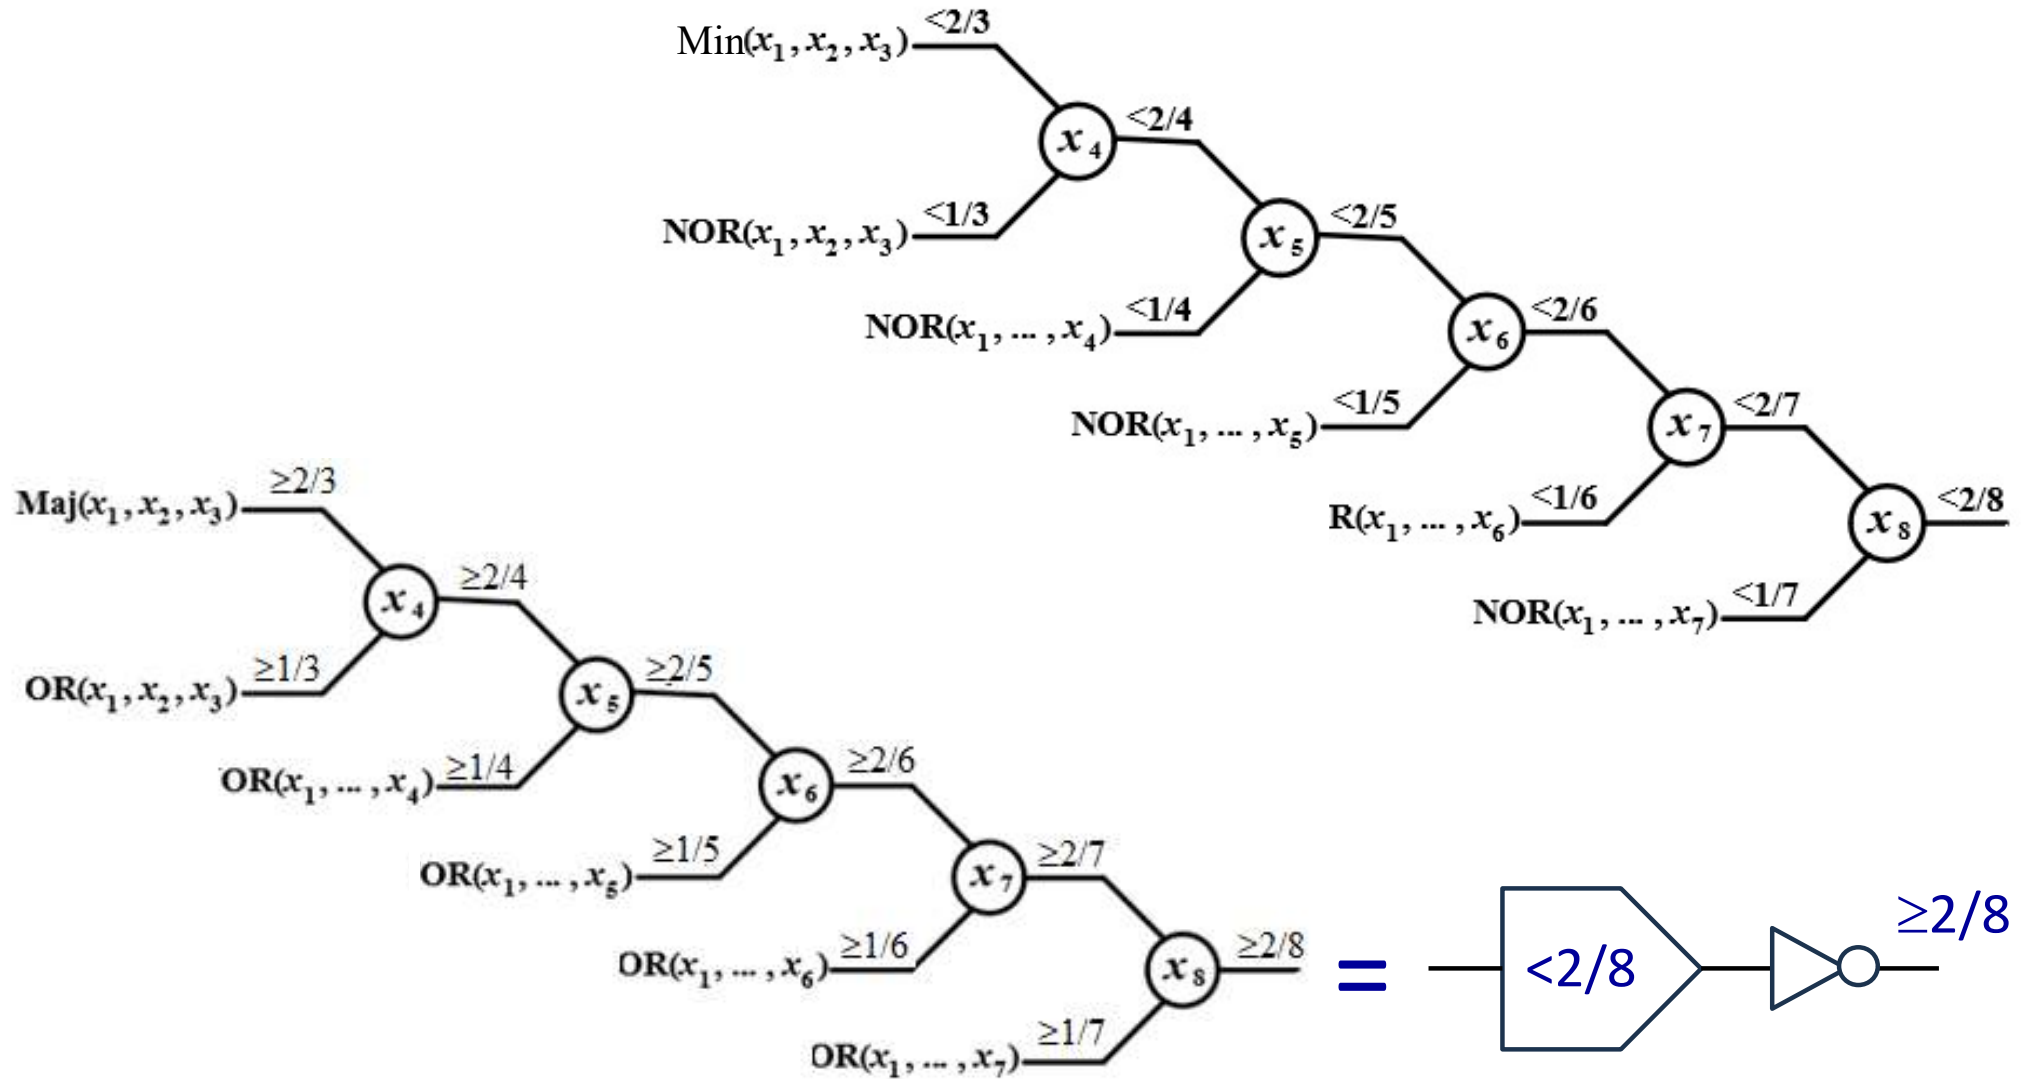 Min(x₁, x₂, x₃) <2/3
x₄ <2/4
NOR(x₁, x₂, x₃) <1/3
x₅ <2/5
NOR(x₁, ... , x₄) <1/4
x₆ <2/6
NOR(x₁, ... , x₅) <1/5
x₇ <2/7
R(x₁, ... , x₆) <1/6
x₈ <2/8
NOR(x₁, ... , x₇) <1/7
Maj(x₁, x₂, x₃) ≥2/3
x₄ ≥2/4
OR(x₁, x₂, x₃) ≥1/3
x₅ ≥2/5
OR(x₁, ... , x₄) ≥1/4
x₆ ≥2/6
OR(x₁, ... , x₅) ≥1/5
x₇ ≥2/7
OR(x₁, ... , x₆) ≥1/6
x₈ ≥2/8 = <2/8 ≥2/8
OR(x₁, ... , x₇) ≥1/7